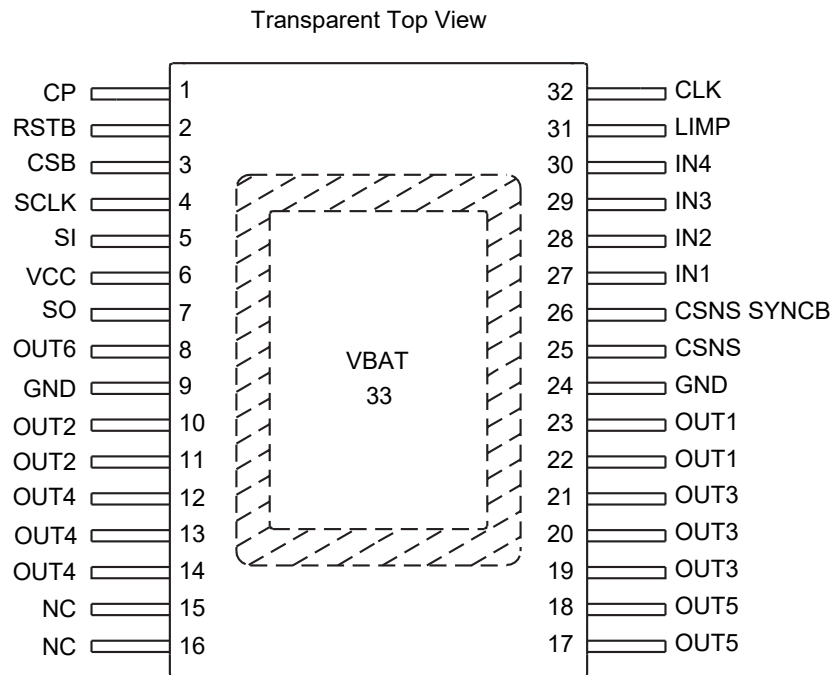 Transparent Top View
CP 1 32 CLK
RSTB 2 31 LIMP
CSB 3 30 IN4
SCLK 4 29 IN3
SI 5 28 IN2
VCC 6 27 IN1
SO 7 26 CSNS SYNCB
OUT6 8 25 CSNS
VBAT
GND 9 24 GND
33
OUT2 10 23 OUT1
OUT2 11 22 OUT1
OUT4 12 21 OUT3
OUT4 13 20 OUT3
OUT4 14 19 OUT3
NC 15 18 OUT5
NC 16 17 OUT5